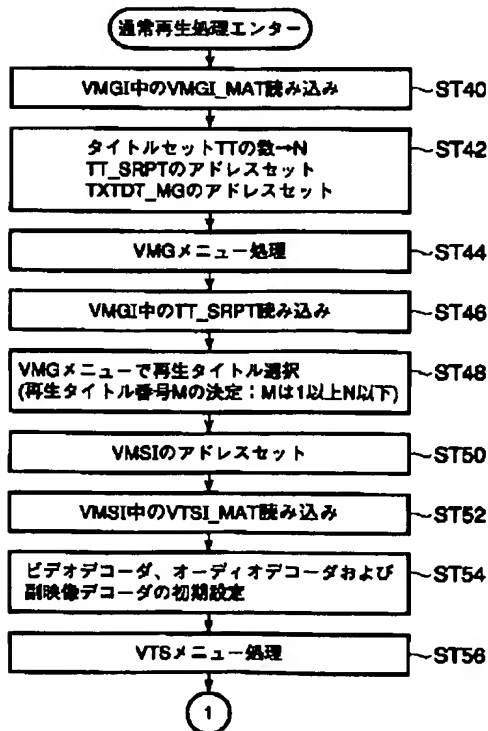 通常再生処理エンター
VMGI中のVMGI_MAT読み込み
ST40
タイトルセットTTの数→N
TT_SRPTのアドレスセット
TXTDT_MGのアドレスセット
ST42
VMGメニュー処理
ST44
VMGI中のTT_SRPT読み込み
ST46
VMGメニューで再生タイトル選択
(再生タイトル番号Mの決定：Mは1以上N以下)
ST48
VMSIのアドレスセット
ST50
VMSI中のVTSI_MAT読み込み
ST52
ビデオデコーダ、オーディオデコーダおよび
副映像デコーダの初期設定
ST54
VTSメニュー処理
ST56
1